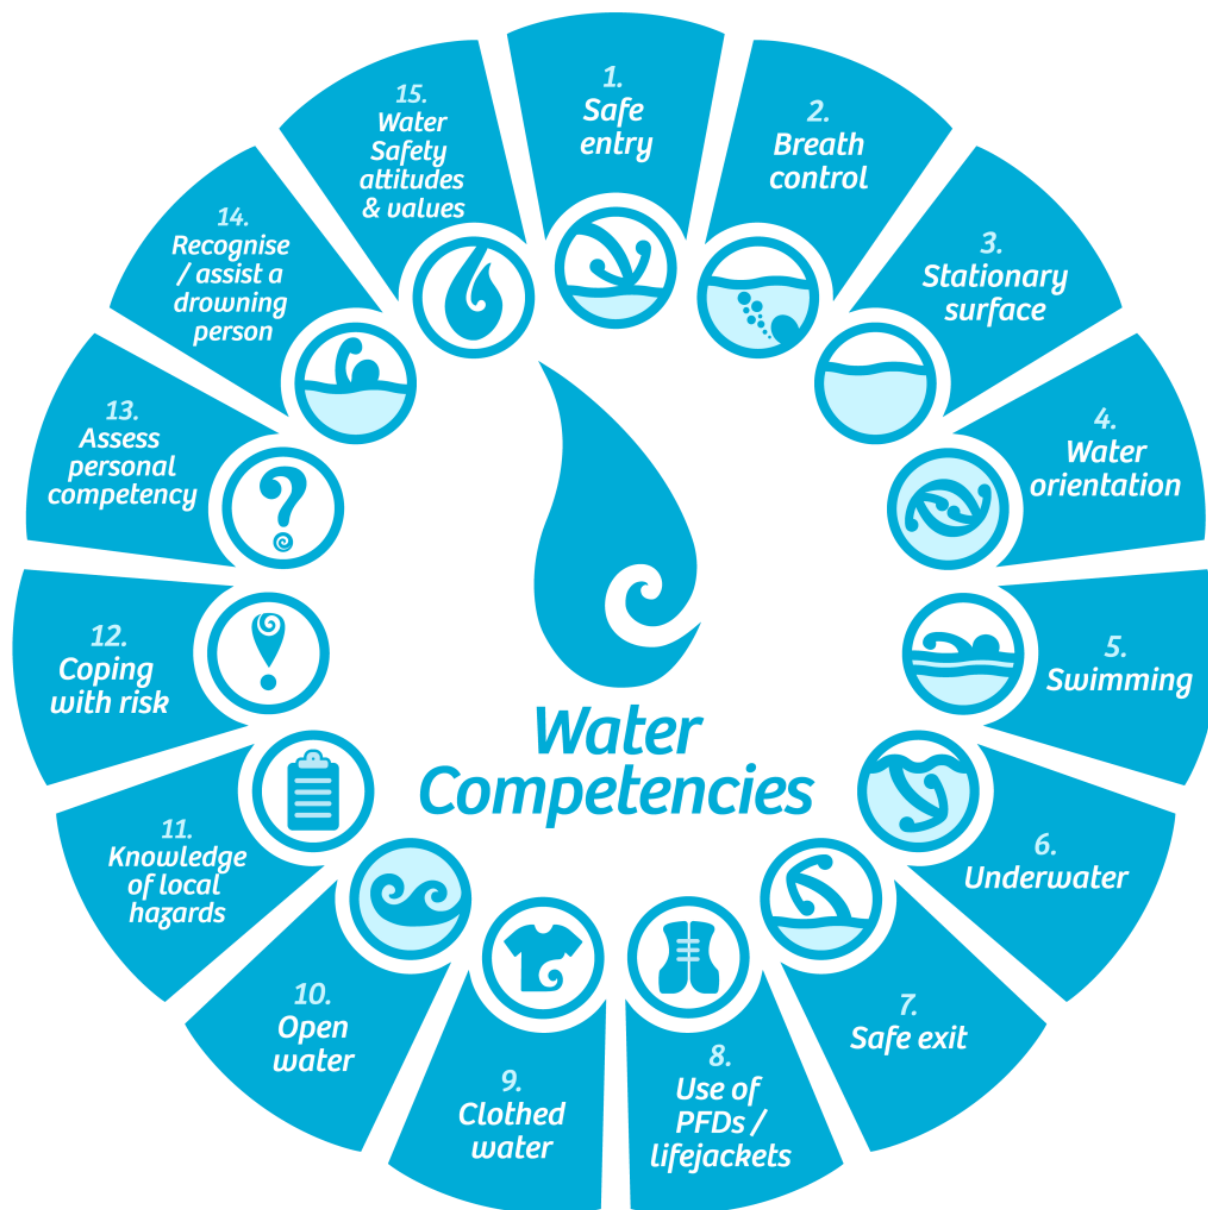 1.
Safe
entry
2.
Breath
control
3.
Stationary
surface
4.
Water
orientation
5.
Swimming
6.
Underwater
7.
Safe exit
8.
Use of
PFDs /
lifejackets
9.
Clothed
water
10.
Open
water
11.
Knowledge
of local
hazards
12.
Coping
with risk
13.
Assess
personal
competency
14.
Recognise
/ assist a
drowning
person
15.
Water
Safety
attitudes
& values
Water
Competencies